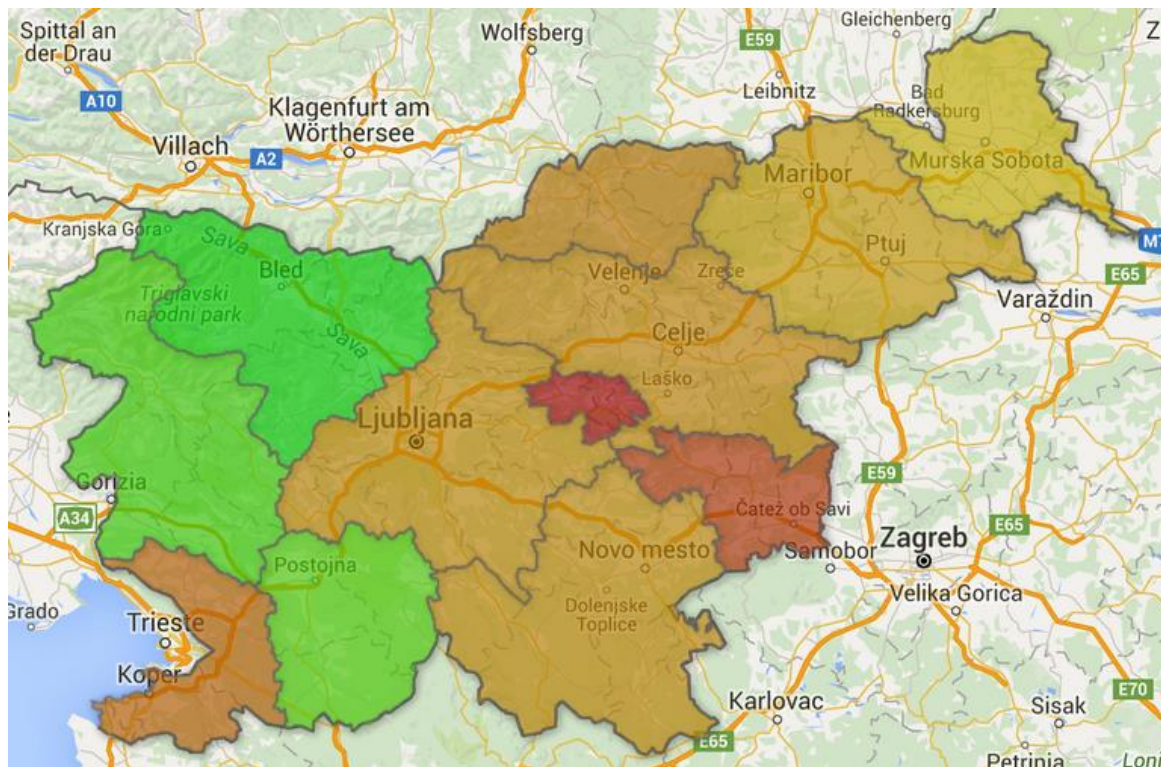 Spittal an
der Drau
Wolfsberg
E59
Gleichenberg
Z
A10
Klagenfurt am
Wörthersee
Leibnitz
Bad
Radkersburg
Villach
A2
Maribor
Murska Sobota
Kranjska Gora
Sava
Bled
Velenje
Zreče
Ptuj
M7
E65
Triglavski
narodni park
Sava
Varaždin
Celje
Laško
Ljubljana
Gorizia
E59
A34
Čatež ob Savi
E65
Postojna
Novo mesto
Samobor
Zagreb
Grado
Trieste
Dolenjske
Toplice
Velika Gorica
Koper
Karlovac
E70
Sisak
E65
Petrinja